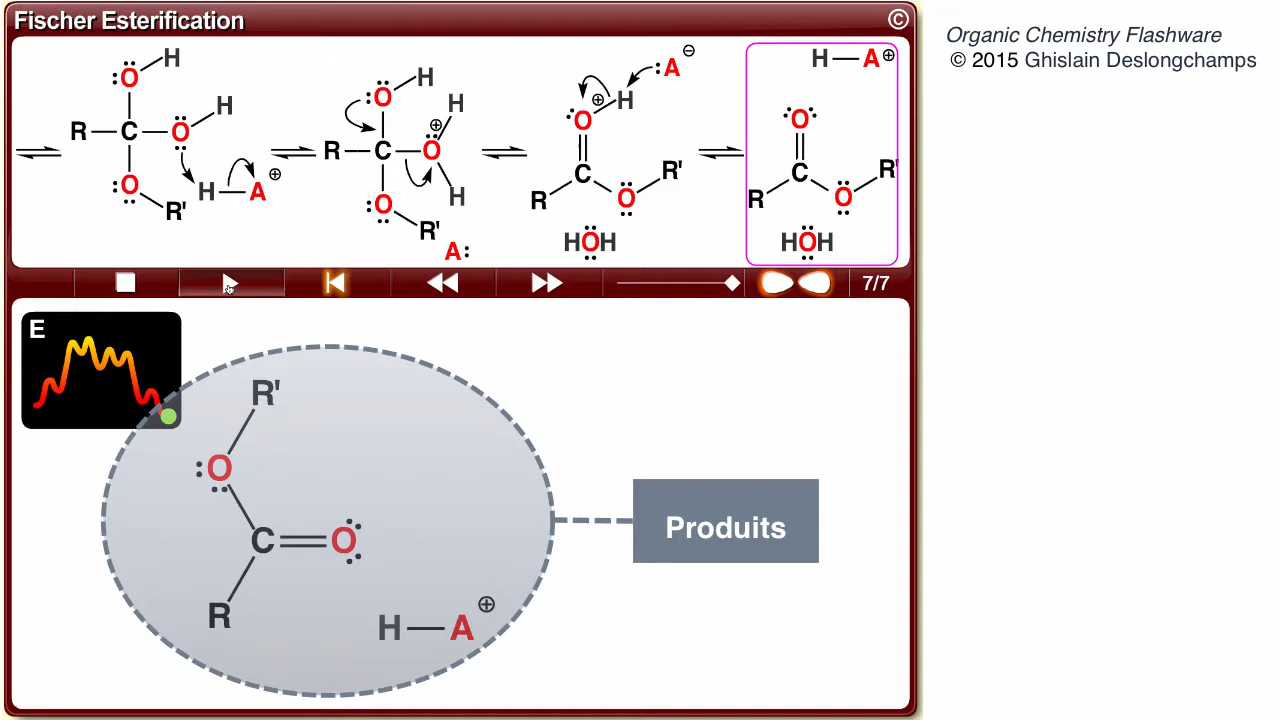 Fischer Esterification ©
Organic Chemistry Flashware
© 2015 Ghislain Deslongchamps
O H
R C O H
O R' H A ⊕
O H
H
R C O ⊕
H
O R'
A
A ⊖
⊕ H
O
C
R O R'
HOH
H A ⊕
O
C
R O R'
HOH
7/7
E
R'
O
C O
R
H A ⊕
Produits